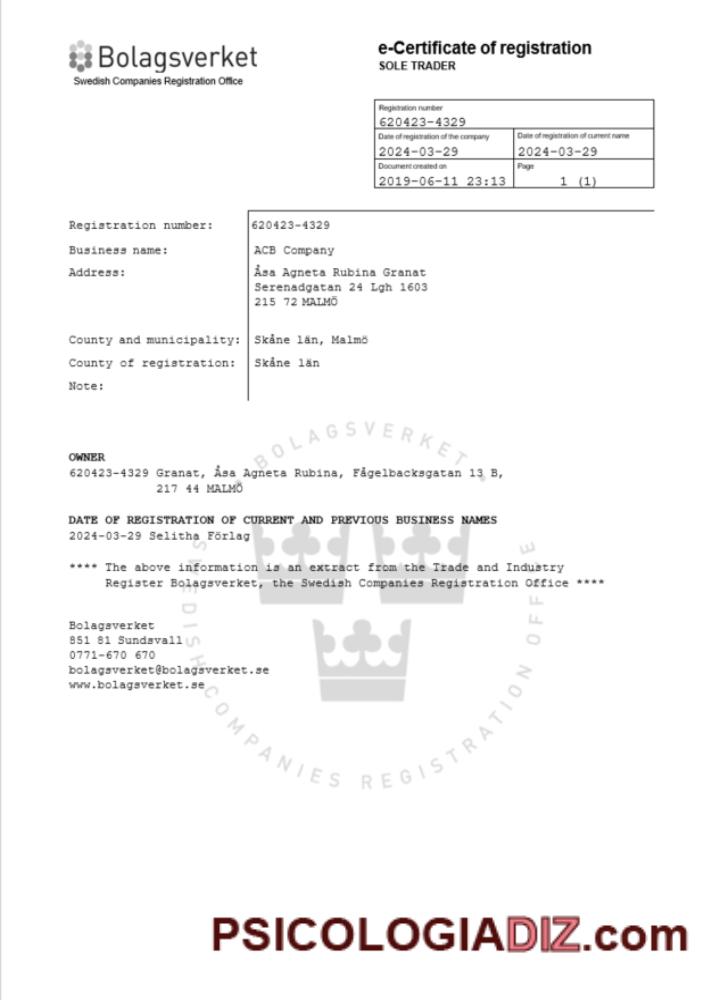 Bolagsverket
Swedish Companies Registration Office
e-Certificate of registration
SOLE TRADER
Registration number
620423-4329
Date of registration of the company
2024-03-29
Date of registration of current name
2024-03-29
Document created on
2019-06-11 23:13
Page
1 (1)
Registration number: 620423-4329
Business name: ACB Company
Address: Åsa Agneta Rubina Granat
Serenadgatan 24 Lgh 1603
215 72 MALMÖ
County and municipality: Skåne län, Malmö
County of registration: Skåne län
Note:
OWNER
620423-4329 Granat, Åsa Agneta Rubina, Fågelbacksgatan 13 B,
217 44 MALMÖ
DATE OF REGISTRATION OF CURRENT AND PREVIOUS BUSINESS NAMES
2024-03-29 Selitha Förlag
**** The above information is an extract from the Trade and Industry
Register Bolagsverket, the Swedish Companies Registration Office ****
Bolagsverket
851 81 Sundsvall
0771-670 670
bolagsverket@bolagsverket.se
www.bolagsverket.se
BOLAGSVERKET
SWEDISH COMPANIES REGISTRATION OFFICE
PSICOLOGIADIZ.com